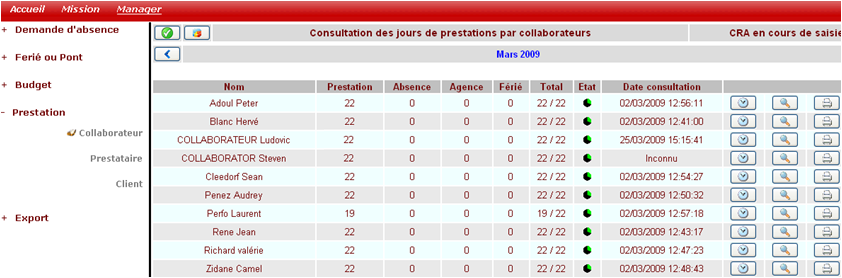 Accueil Mission Manager
+ Demande d'absence
+ Ferié ou Pont
+ Budget
- Prestation
Collaborateur
Prestataire
Client
+ Export
Consultation des jours de prestations par collaborateurs CRA en cours de saisie
Mars 2009
Nom Prestation Absence Agence Férié Total Etat Date consultation
Adoul Peter 22 0 0 0 22 / 22 02/03/2009 12:56:11
Blanc Hervé 22 0 0 0 22 / 22 02/03/2009 12:41:00
COLLABORATEUR Ludovic 22 0 0 0 22 / 22 25/03/2009 15:15:41
COLLABORATOR Steven 22 0 0 0 22 / 22 Inconnu
Cleedorf Sean 22 0 0 0 22 / 22 02/03/2009 12:54:27
Penez Audrey 22 0 0 0 22 / 22 02/03/2009 12:50:32
Perfo Laurent 19 0 0 0 19 / 22 02/03/2009 12:57:18
Rene Jean 22 0 0 0 22 / 22 02/03/2009 12:43:17
Richard valérie 22 0 0 0 22 / 22 02/03/2009 12:47:23
Zidane Camel 22 0 0 0 22 / 22 02/03/2009 12:48:43